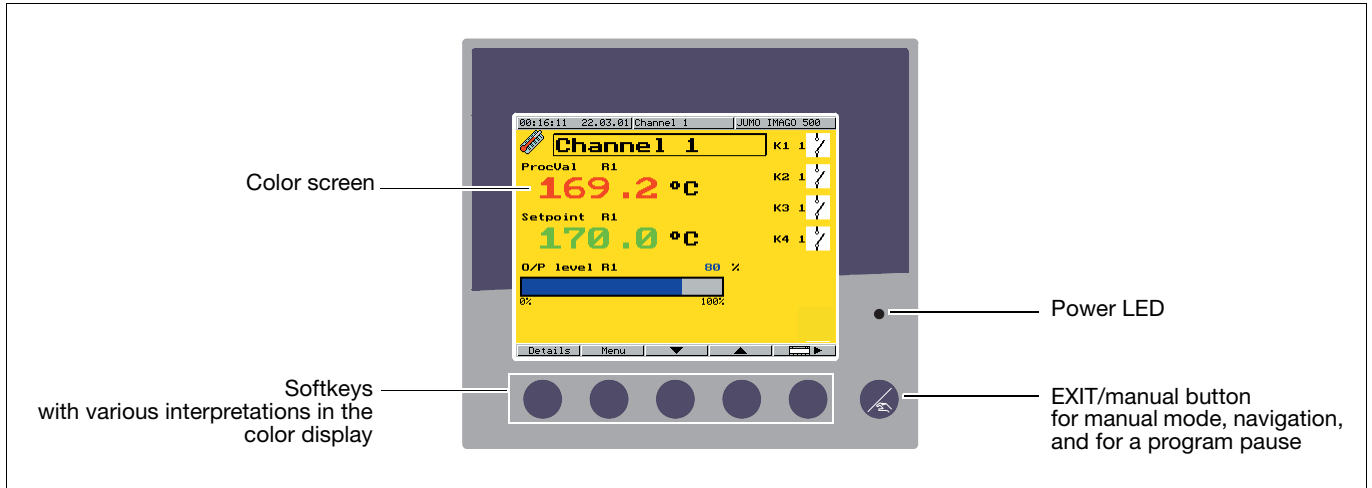 00:16:11 22.03.01 Channel 1 JUMO IMAGO 500
Channel 1
K1 1
ProcVal R1
K2 1
Color screen
169.2 °C
K3 1
Setpoint R1
170.0 °C
K4 1
O/P level R1 80 %
0% 100%
Power LED
Details Menu
Softkeys
with various interpretations in the
color display
EXIT/manual button
for manual mode, navigation,
and for a program pause